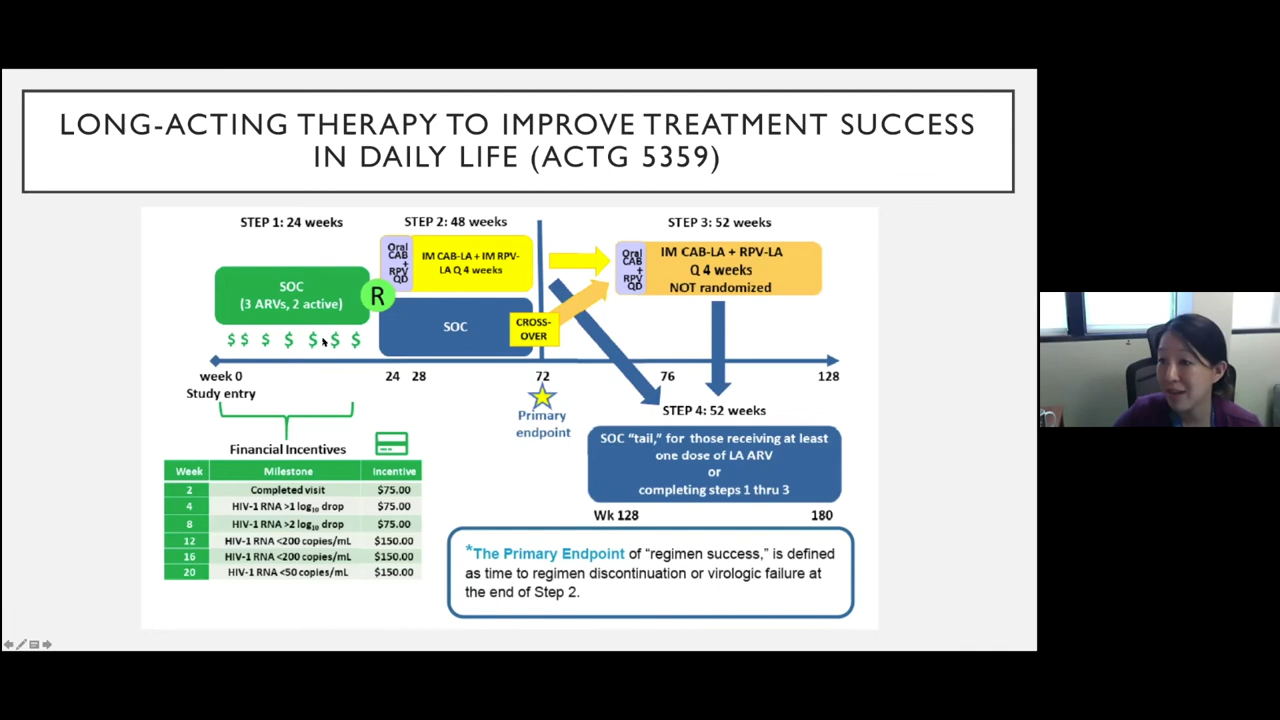 LONG-ACTING THERAPY TO IMPROVE TREATMENT SUCCESS
IN DAILY LIFE (ACTG 5359)
STEP 1: 24 weeks
STEP 2: 48 weeks
STEP 3: 52 weeks
SOC
(3 ARVs, 2 active)
R
Oral
CAB
+
RPV
QD
IM CAB-LA + IM RPV-
LA Q 4 weeks
SOC
CROSS-
OVER
Oral
CAB
+
RPV
QD
IM CAB-LA + RPV-LA
Q 4 weeks
NOT randomized
$ $ $ $ $ $ $
week 0
Study entry
24 28
72
76
128
Primary
endpoint
STEP 4: 52 weeks
SOC “tail,” for those receiving at least
one dose of LA ARV
or
completing steps 1 thru 3
Wk 128
180
Financial Incentives
Week Milestone Incentive
2 Completed visit $75.00
4 HIV-1 RNA >1 log10 drop $75.00
8 HIV-1 RNA >2 log10 drop $75.00
12 HIV-1 RNA <200 copies/mL $150.00
16 HIV-1 RNA <200 copies/mL $150.00
20 HIV-1 RNA <50 copies/mL $150.00
*The Primary Endpoint of “regimen success,” is defined
as time to regimen discontinuation or virologic failure at
the end of Step 2.